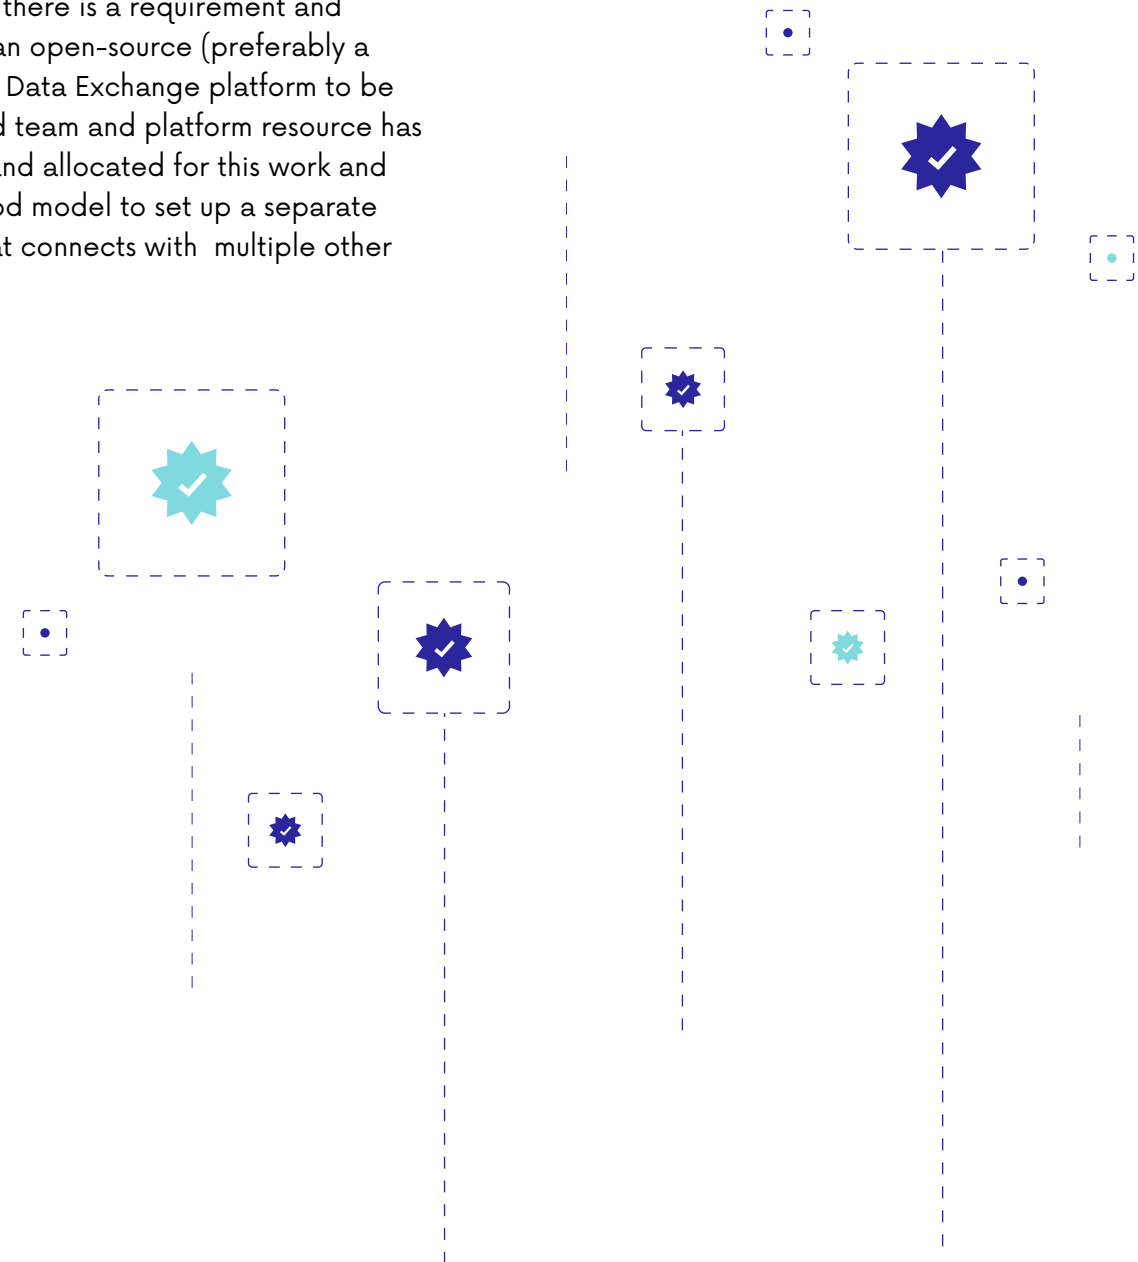 there is a requirement and
an open-source (preferably a
Data Exchange platform to be
team and platform resource has
and allocated for this work and
model to set up a separate
connects with  multiple other